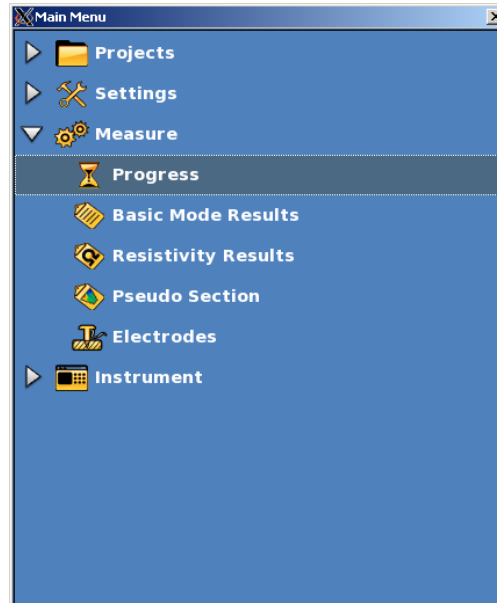 Main Menu
Projects
Settings
Measure
Progress
Basic Mode Results
Resistivity Results
Pseudo Section
Electrodes
Instrument